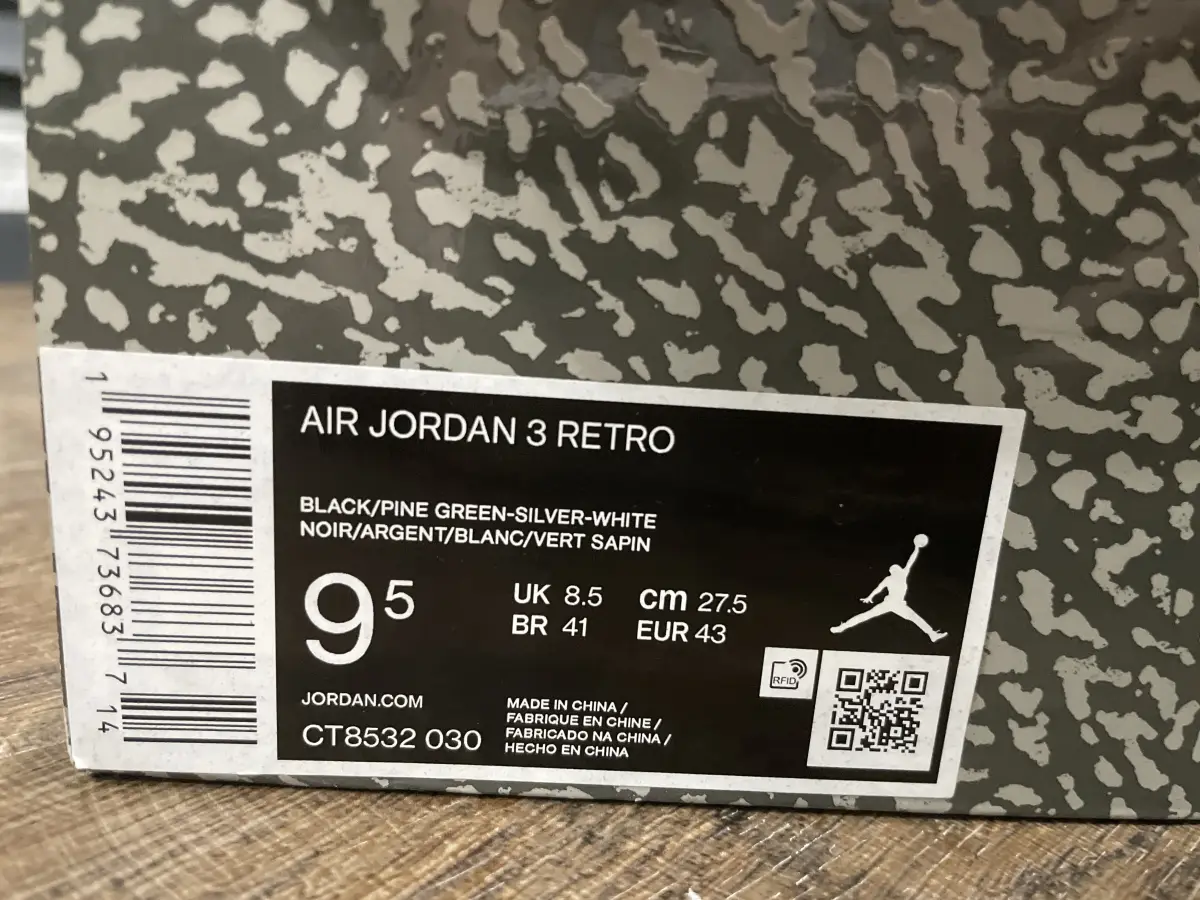 1 95243 73683 7 14
AIR JORDAN 3 RETRO
BLACK/PINE GREEN-SILVER-WHITE
NOIR/ARGENT/BLANC/VERT SAPIN
9 5
UK 8.5 cm 27.5
BR 41 EUR 43
RFID
JORDAN.COM
CT8532 030
MADE IN CHINA /
FABRIQUE EN CHINE /
FABRICADO NA CHINA /
HECHO EN CHINA